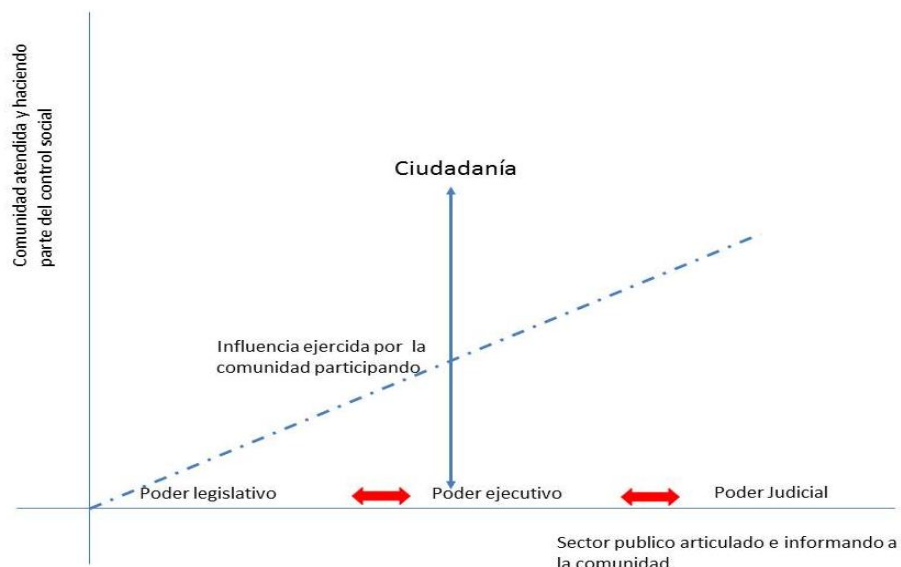 Comunidad atendida y haciendo
parte del control social
Ciudadanía
Influencia ejercida por la
comunidad participando
Poder legislativo
Poder ejecutivo
Poder Judicial
Sector publico articulado e informando a
la comunidad